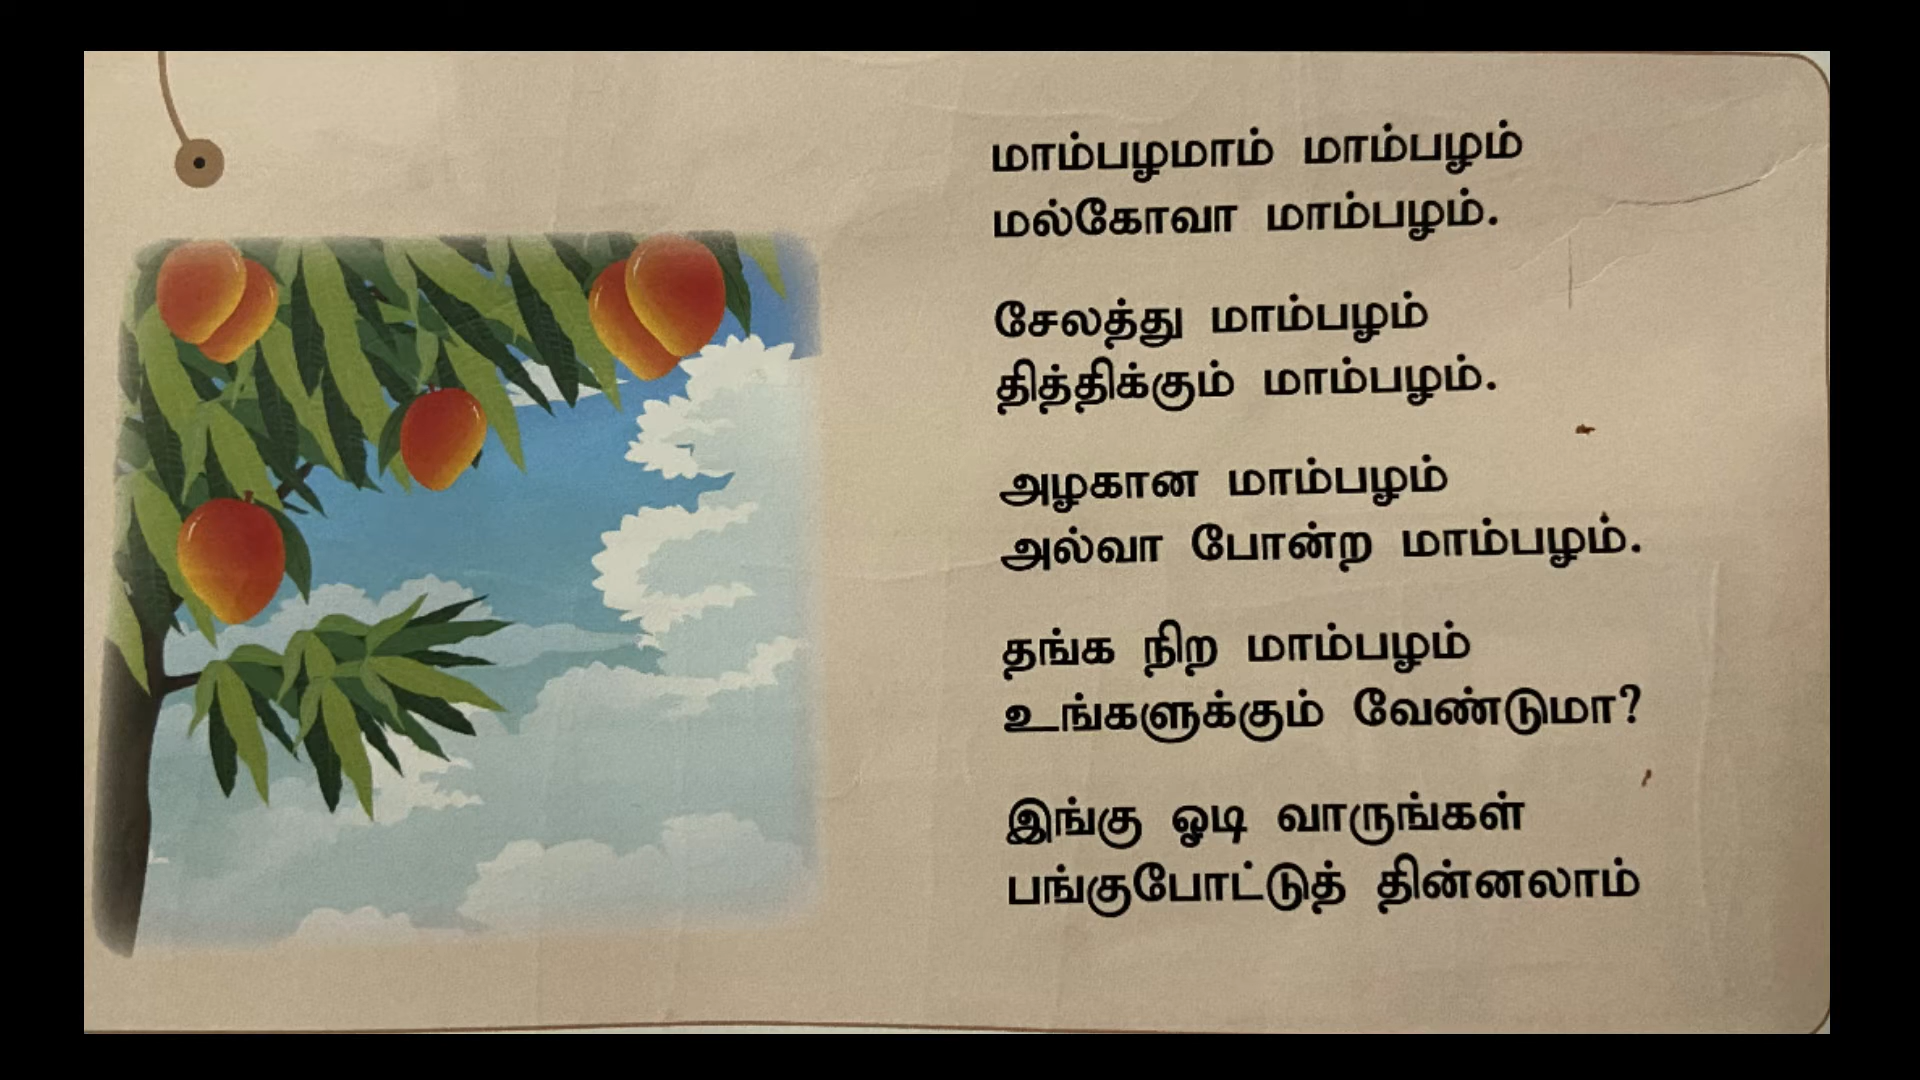 மாம்பழமாம் மாம்பழம்
மல்கோவா மாம்பழம்.
சேலத்து மாம்பழம்
தித்திக்கும் மாம்பழம்.
அழகான மாம்பழம்
அல்வா போன்ற மாம்பழம்.
தங்க நிற மாம்பழம்
உங்களுக்கும் வேண்டுமா?
இங்கு ஓடி வாருங்கள்
பங்குபோட்டுத் தின்னலாம்